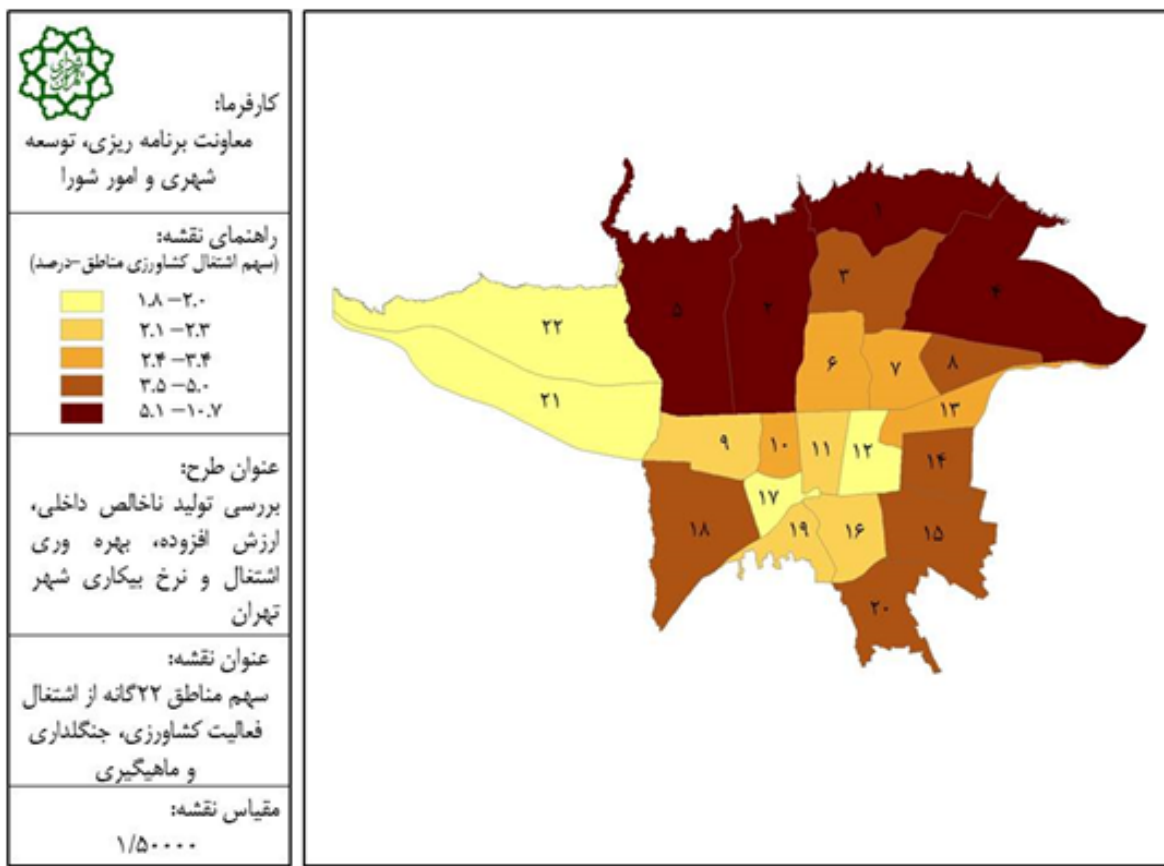 کارفرما:
معاونت برنامه ریزی، توسعه
شهری و امور شورا
راهنمای نقشه:
(سهم اشتغال کشاورزی مناطق-درصد)
۱.۸-۲.۰
۲.۱-۲.۳
۲.۴-۳.۴
۳.۵-۵.۰
۵.۱-۱۰.۷
عنوان طرح:
بررسی تولید ناخالص داخلی،
ارزش افزوده، بهره وری
اشتغال و نرخ بیکاری شهر
تهران
عنوان نقشه:
سهم مناطق ۲۲گانه از اشتغال
فعالیت کشاورزی، جنگلداری
و ماهیگیری
مقیاس نقشه:
۱/۵۰۰۰۰
۱
۳
۴
۲
۵
۲۲
۶
۷
۸
۲۱
۱۳
۹
۱۰
۱۱
۱۲
۱۴
۱۷
۱۸
۱۹
۱۶
۱۵
۲۰